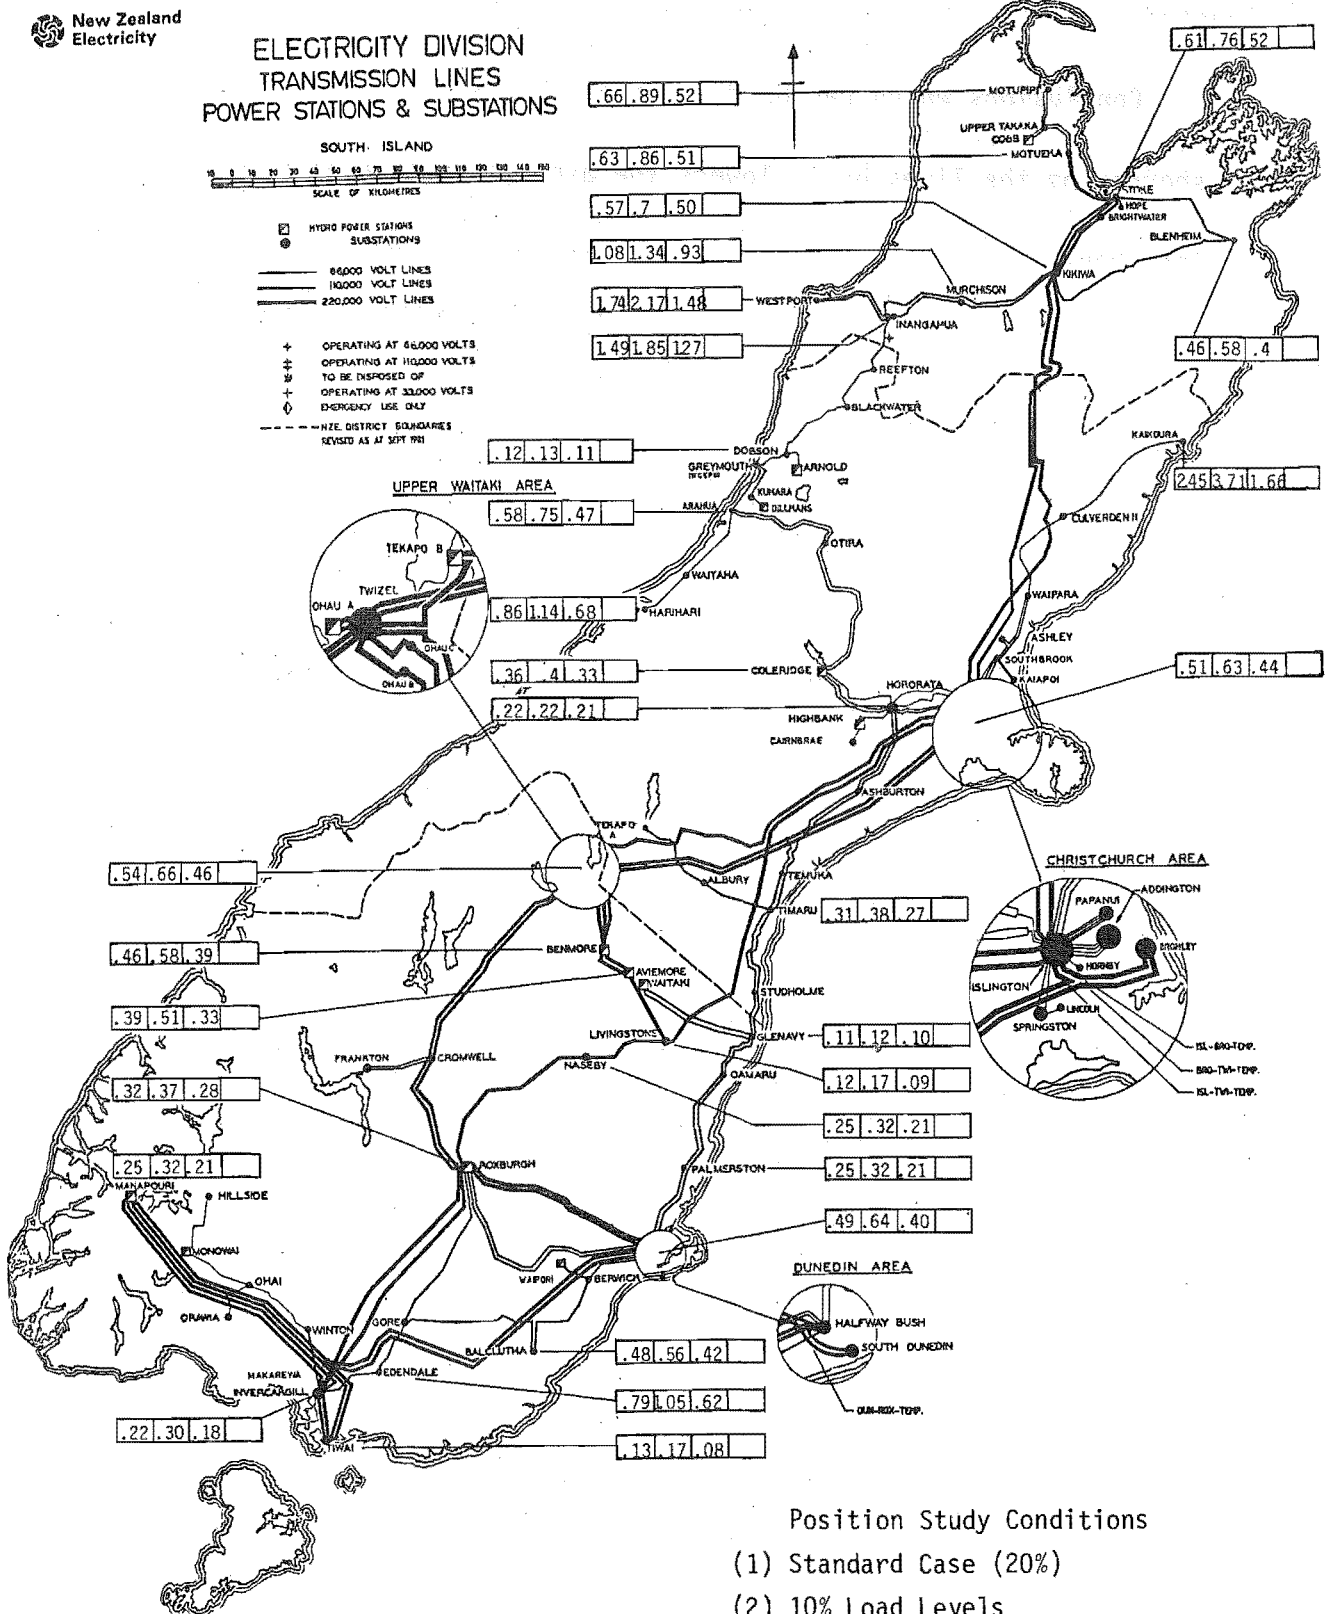 New Zealand
Electricity
ELECTRICITY DIVISION
TRANSMISSION LINES
POWER STATIONS & SUBSTATIONS
SOUTH ISLAND
SCALE OF KILOMETRES
HYDRO POWER STATIONS
SUBSTATIONS
66,000 VOLT LINES
110,000 VOLT LINES
220,000 VOLT LINES
OPERATING AT 66,000 VOLTS
OPERATING AT 110,000 VOLTS
TO BE DISPOSED OF
OPERATING AT 33,000 VOLTS
EMERGENCY USE ONLY
N.Z.E. DISTRICT BOUNDARIES
REVISED AS AT SEPT 1981
.61 .76 .52
.66 .89 .52
MOTUPIPI
UPPER TAKAKA
COBB
.63 .86 .51
MOTUEKA
STOKE
HOPE
BRIGHTWATER
.57 .7 .50
BLENHEIM
1.08 1.34 .93
KIKIWA
MURCHISON
1.74 2.17 1.48
WESTPORT
INANGAHUA
1.49 1.85 1.27
.46 .58 .4
REEFTON
BLACKWATER
KAIKOURA
.12 .13 .11
DOBSON
GREYMOUTH
ARNOLD
2.45 3.71 1.66
UPPER WAITAKI AREA
KUMARA
DILLMANS
.58 .75 .47
ARAHURA
CULVERDEN II
OTIRA
TEKAPO B
TWIZEL
OHAU A
OHAU C
OHAU B
WAITAHA
.86 1.14 .68
HARIHARI
WAIPARA
ASHLEY
SOUTHBROOK
KAIAPOI
.51 .63 .44
.36 .4 .33
COLERIDGE
HORORATA
.22 .22 .21
HIGHBANK
CAIRNBRAE
ASHBURTON
TEKAPO
A
CHRISTCHURCH AREA
.54 .66 .46
ALBURY
TEMUKA
TIMARU
.31 .38 .27
ADDINGTON
PAPANUI
BROMLEY
HORNBY
ISLINGTON
LINCOLN
SPRINGSTON
.46 .58 .39
BENMORE
AVIEMORE
WAITAKI
STUDHOLME
.39 .51 .33
LIVINGSTONE
GLENAVY
.11 .12 .10
ISL-BRO-TEMP.
BRO-TWI-TEMP.
ISL-TWI-TEMP.
FRANKTON
CROMWELL
NASEBY
OAMARU
.12 .17 .09
.32 .37 .28
.25 .32 .21
.25 .32 .21
MANAPOURI
HILLSIDE
ROXBURGH
PALMERSTON
.25 .32 .21
.49 .64 .40
MONOWAI
OHAI
WAIPORI
BERWICK
DUNEDIN AREA
ORAWIA
WINTON
GORE
HALFWAY BUSH
SOUTH DUNEDIN
BALCLUTHA
.48 .56 .42
MAKAREWA
INVERCARGILL
EDENDALE
.79 1.05 .62
DUN-ROX-TEMP.
.22 .30 .18
TIWAI
.13 .17 .08
Position Study Conditions
(1) Standard Case (20%)
(2) 10% Load Levels